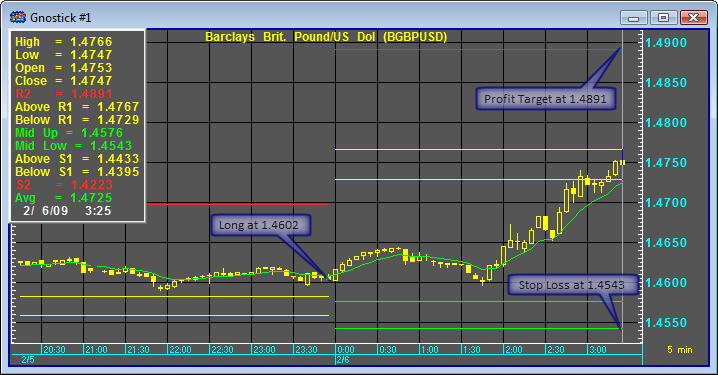 Gnostick #1
Barclays Brit. Pound/US Dol (BGBPUSD)
High = 1.4766
Low = 1.4747
Open = 1.4753
Close = 1.4747
R2 = 1.4891
Above R1 = 1.4767
Below R1 = 1.4729
Mid Up = 1.4576
Mid Low = 1.4543
Above S1 = 1.4433
Below S1 = 1.4395
S2 = 1.4223
Avg = 1.4725
2/ 6/09 3:25
Profit Target at 1.4891
Long at 1.4602
Stop Loss at 1.4543
1.4900
1.4850
1.4800
1.4750
1.4700
1.4650
1.4600
1.4550
20:30 21:00 21:30 22:00 22:30 23:00 23:30 0:00 0:30 1:00 1:30 2:00 2:30 3:00
5 min
2/5 2/6